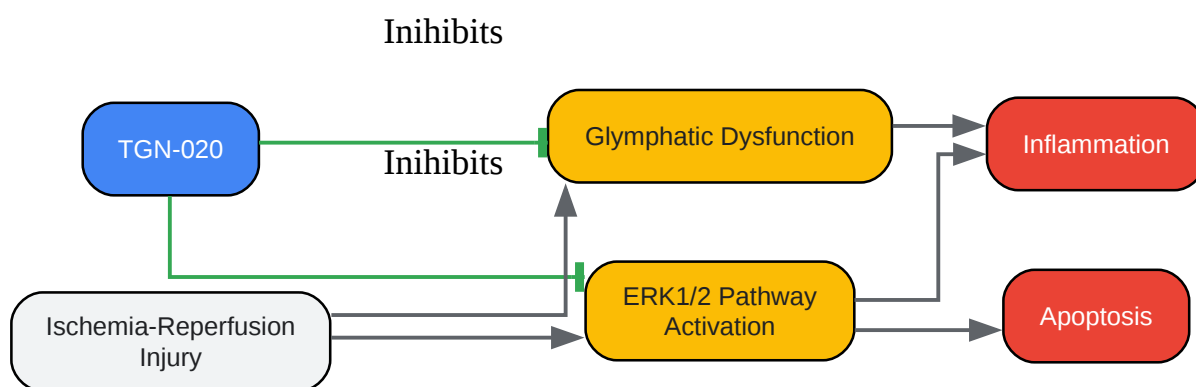 Inihibits
TGN-020
Glymphatic Dysfunction
Inflammation
Inihibits
Ischemia-Reperfusion
Injury
ERK1/2 Pathway
Activation
Apoptosis